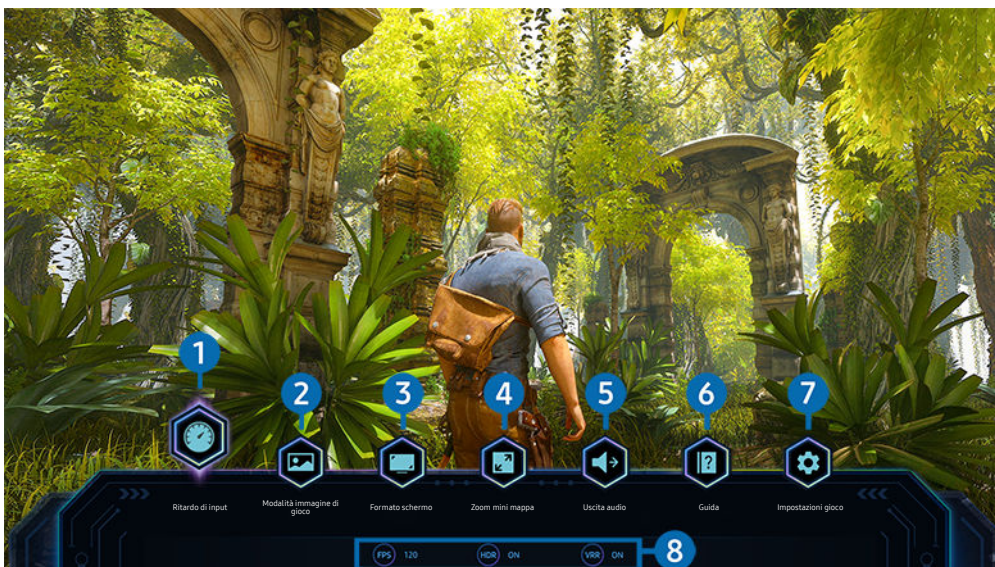 1
2
3
4
5
6
7
Ritardo di input
Modalità immagine di
gioco
Formato schermo
Zoom mini mappa
Uscita audio
?
Guida
Impostazioni gioco
FPS 120
HDR ON
VRR ON
8